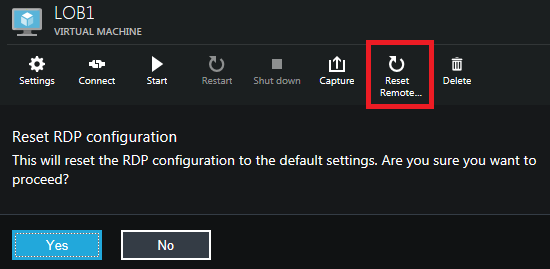 LOB1
VIRTUAL MACHINE
Settings
Connect
Start
Restart
Shut down
Capture
Reset
Remote...
Delete
Reset RDP configuration
This will reset the RDP configuration to the default settings. Are you sure you want to
proceed?
Yes
No